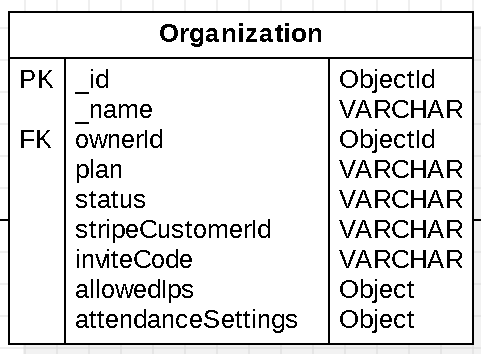 Organization
PK _id ObjectId
_name VARCHAR
FK ownerId ObjectId
plan VARCHAR
status VARCHAR
stripeCustomerId VARCHAR
inviteCode VARCHAR
allowedIps Object
attendanceSettings Object